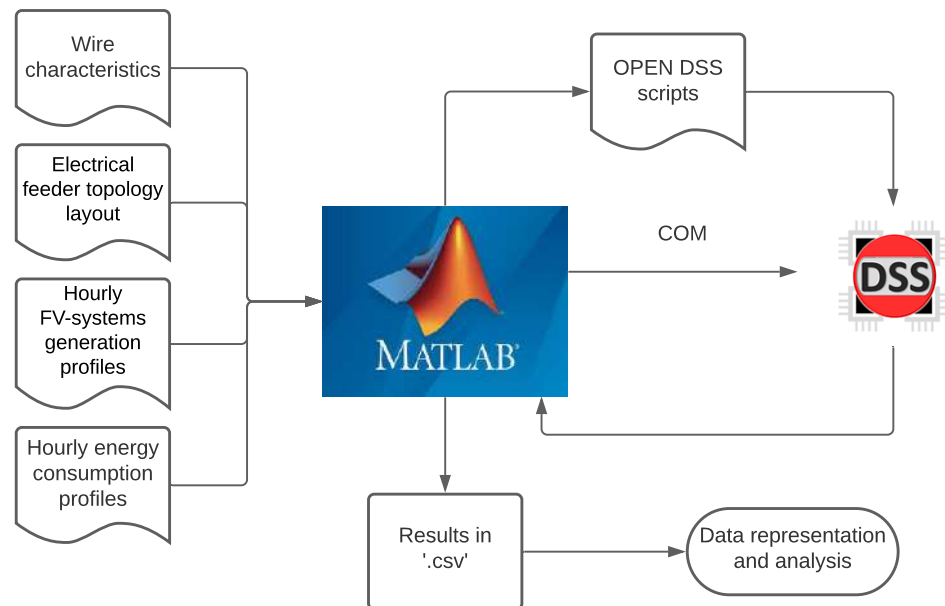 Wire
characteristics
Electrical
feeder topology
layout
Hourly
FV-systems
generation
profiles
Hourly energy
consumption
profiles
MATLAB®
OPEN DSS
scripts
COM
DSS
Results in
'.csv'
Data representation
and analysis